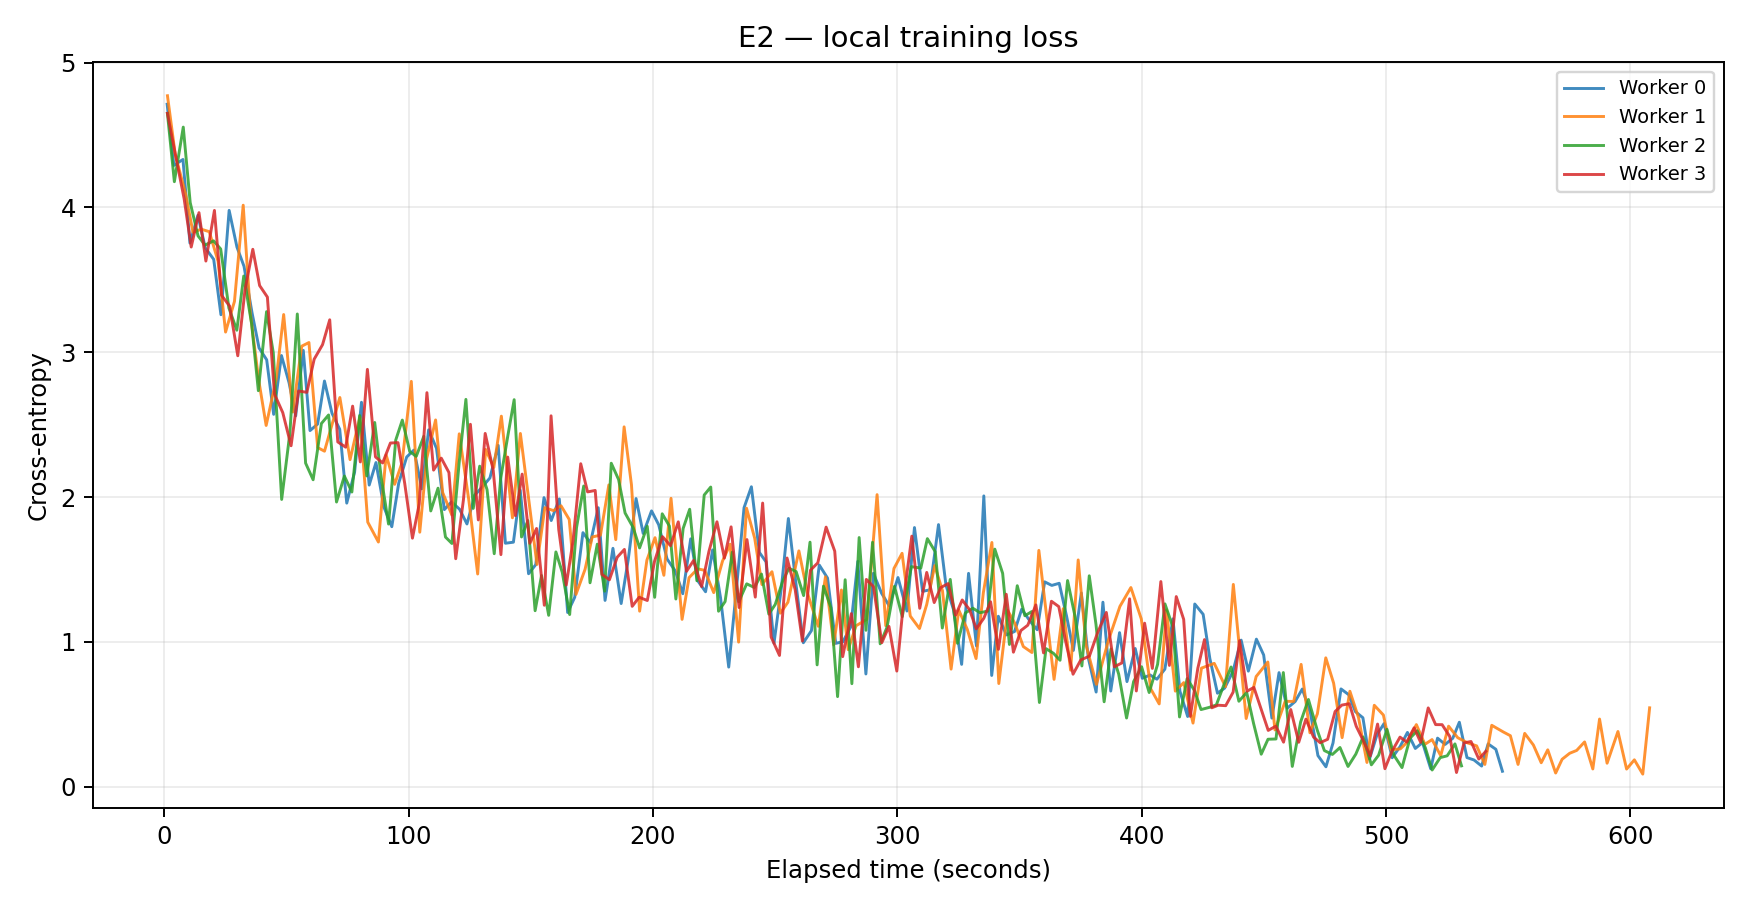 E2 — local training loss
5
4
3
2
1
0
Cross-entropy
Worker 0
Worker 1
Worker 2
Worker 3
0 100 200 300 400 500 600
Elapsed time (seconds)